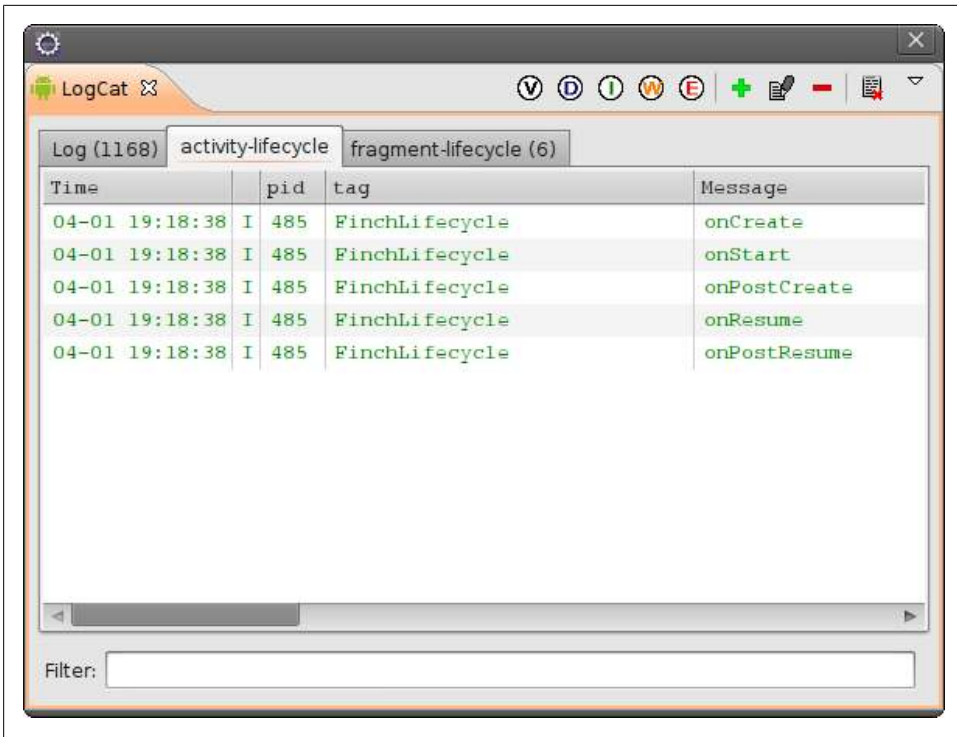 LogCat
V D I W E
Log (1168) activity-lifecycle fragment-lifecycle (6)
Time pid tag Message
04-01 19:18:38 I 485 FinchLifecycle onCreate
04-01 19:18:38 I 485 FinchLifecycle onStart
04-01 19:18:38 I 485 FinchLifecycle onPostCreate
04-01 19:18:38 I 485 FinchLifecycle onResume
04-01 19:18:38 I 485 FinchLifecycle onPostResume
Filter: